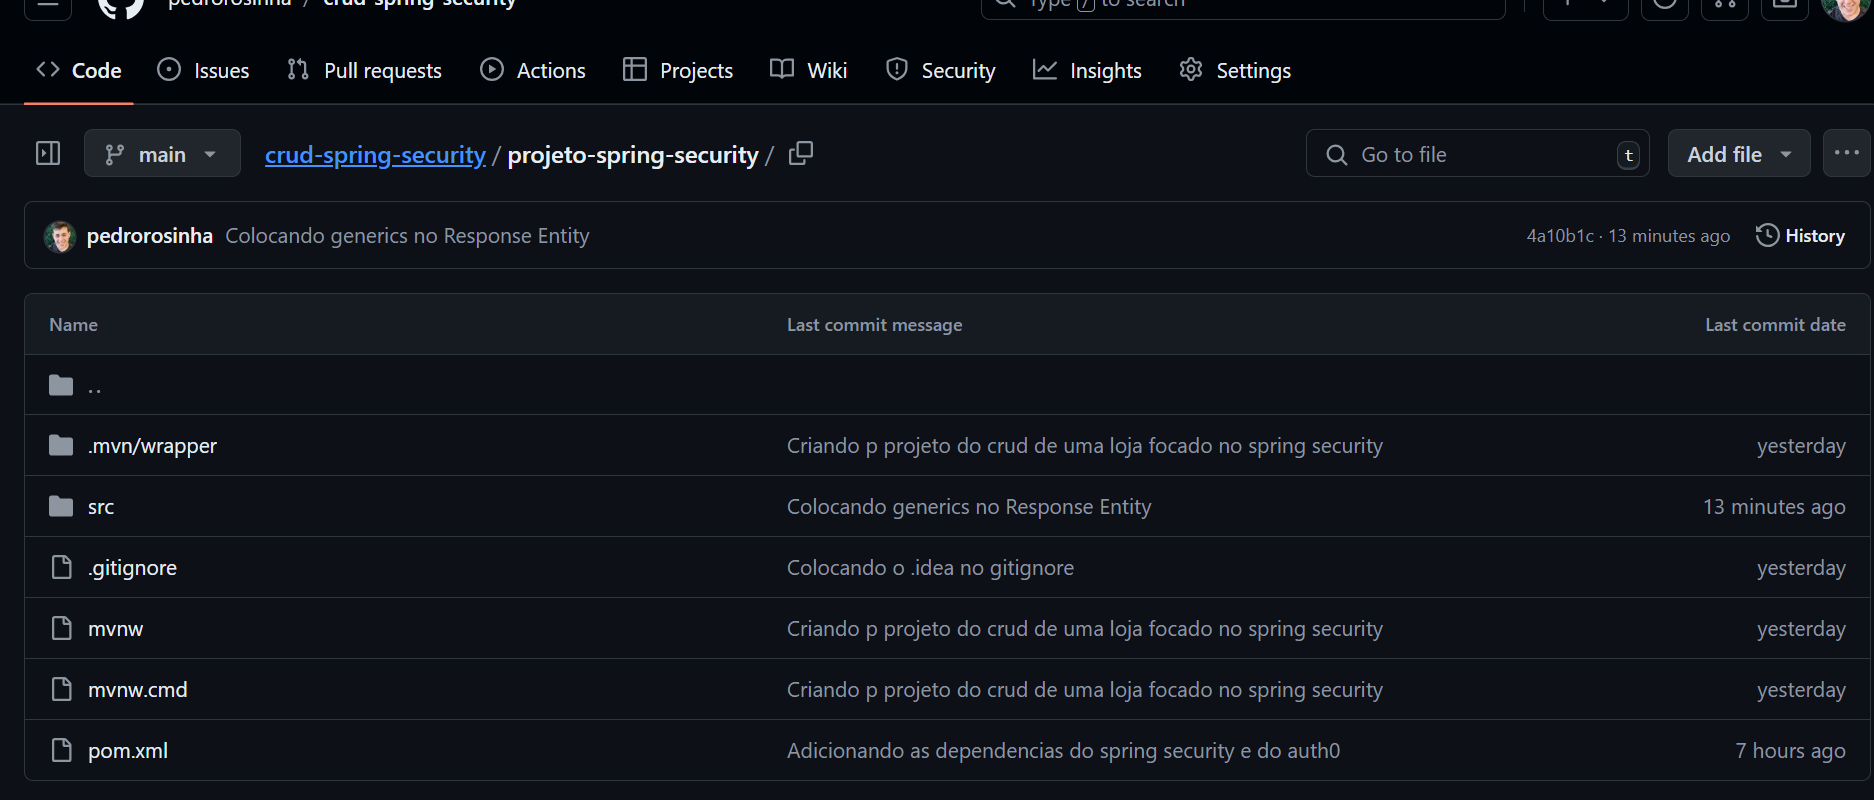 pedrorosinha / crud-spring-security
Type / to search
Code Issues Pull requests Actions Projects Wiki Security Insights Settings
main crud-spring-security / projeto-spring-security / Go to file t Add file
pedrorosinha Colocando generics no Response Entity 4a10b1c · 13 minutes ago History
Name Last commit message Last commit date
..
.mvn/wrapper Criando p projeto do crud de uma loja focado no spring security yesterday
src Colocando generics no Response Entity 13 minutes ago
.gitignore Colocando o .idea no gitignore yesterday
mvnw Criando p projeto do crud de uma loja focado no spring security yesterday
mvnw.cmd Criando p projeto do crud de uma loja focado no spring security yesterday
pom.xml Adicionando as dependencias do spring security e do auth0 7 hours ago